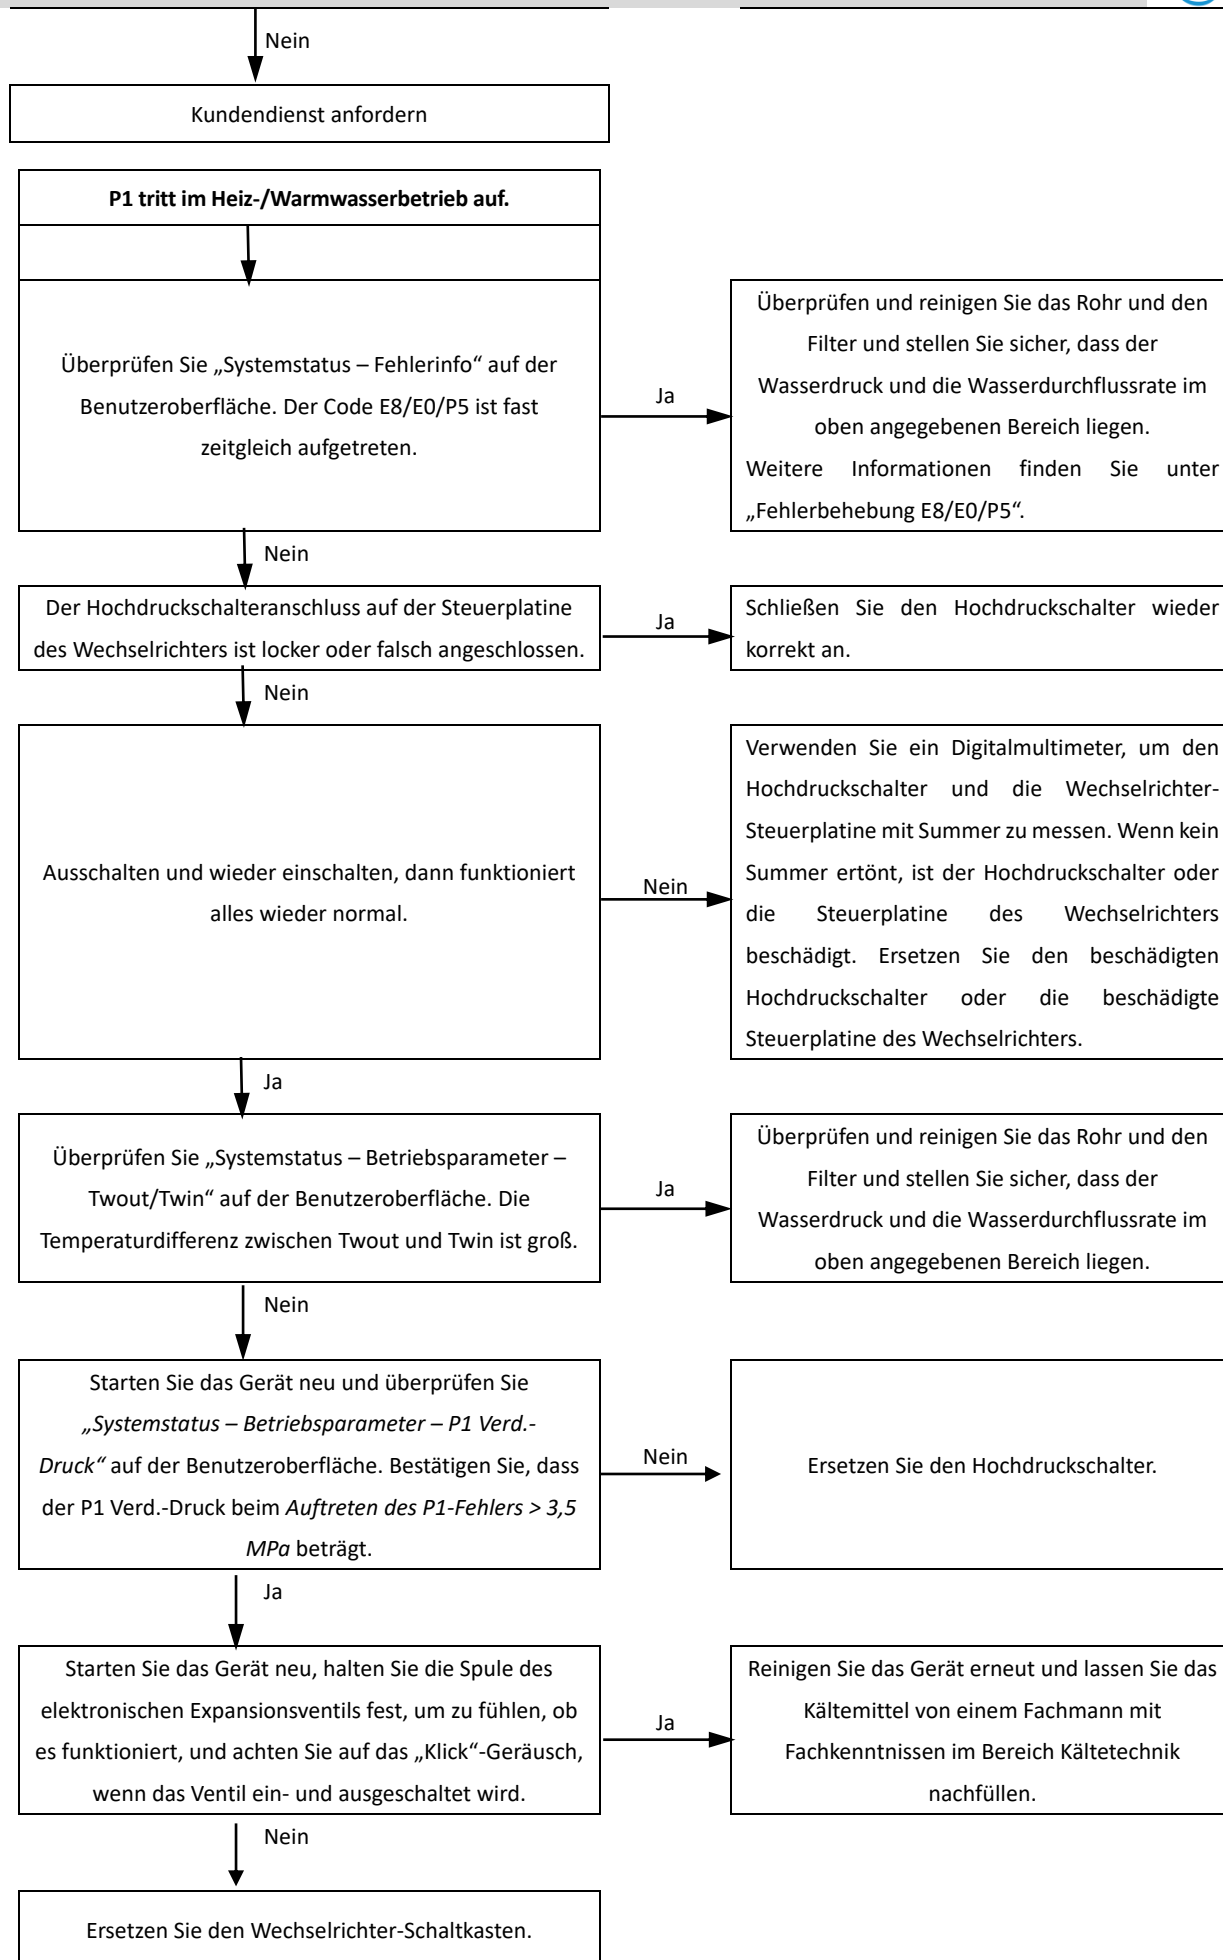 Nein
Kundendienst anfordern
P1 tritt im Heiz-/Warmwasserbetrieb auf.
Überprüfen Sie „Systemstatus – Fehlerinfo“ auf der
Benutzeroberfläche. Der Code E8/E0/P5 ist fast
zeitgleich aufgetreten.
Ja
Überprüfen und reinigen Sie das Rohr und den
Filter und stellen Sie sicher, dass der
Wasserdruck und die Wasserdurchflussrate im
oben angegebenen Bereich liegen.
Weitere Informationen finden Sie unter
„Fehlerbehebung E8/E0/P5“.
Nein
Der Hochdruckschalteranschluss auf der Steuerplatine
des Wechselrichters ist locker oder falsch angeschlossen.
Ja
Schließen Sie den Hochdruckschalter wieder
korrekt an.
Nein
Ausschalten und wieder einschalten, dann funktioniert
alles wieder normal.
Nein
Verwenden Sie ein Digitalmultimeter, um den
Hochdruckschalter und die Wechselrichter-
Steuerplatine mit Summer zu messen. Wenn kein
Summer ertönt, ist der Hochdruckschalter oder
die Steuerplatine des Wechselrichters
beschädigt. Ersetzen Sie den beschädigten
Hochdruckschalter oder die beschädigte
Steuerplatine des Wechselrichters.
Ja
Überprüfen Sie „Systemstatus – Betriebsparameter –
Twout/Twin“ auf der Benutzeroberfläche. Die
Temperaturdifferenz zwischen Twout und Twin ist groß.
Ja
Überprüfen und reinigen Sie das Rohr und den
Filter und stellen Sie sicher, dass der
Wasserdruck und die Wasserdurchflussrate im
oben angegebenen Bereich liegen.
Nein
Starten Sie das Gerät neu und überprüfen Sie
„Systemstatus – Betriebsparameter – P1 Verd.-
Druck“ auf der Benutzeroberfläche. Bestätigen Sie, dass
der P1 Verd.-Druck beim Auftreten des P1-Fehlers > 3,5
MPa beträgt.
Nein
Ersetzen Sie den Hochdruckschalter.
Ja
Starten Sie das Gerät neu, halten Sie die Spule des
elektronischen Expansionsventils fest, um zu fühlen, ob
es funktioniert, und achten Sie auf das „Klick“-Geräusch,
wenn das Ventil ein- und ausgeschaltet wird.
Ja
Reinigen Sie das Gerät erneut und lassen Sie das
Kältemittel von einem Fachmann mit
Fachkenntnissen im Bereich Kältetechnik
nachfüllen.
Nein
Ersetzen Sie den Wechselrichter-Schaltkasten.